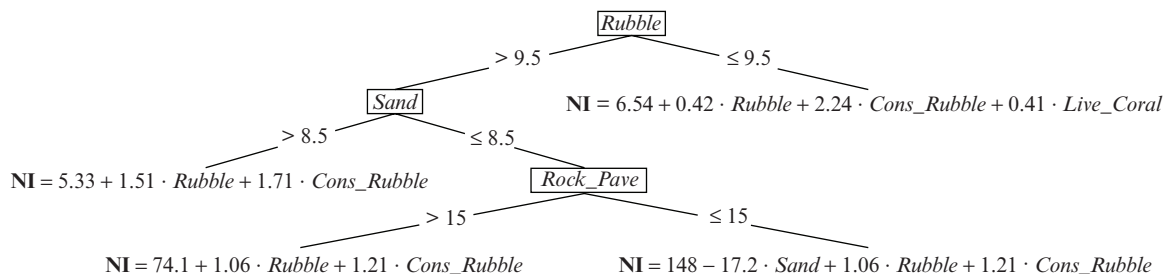 Rubble
> 9.5 ≤ 9.5
Sand
NI = 6.54 + 0.42 · Rubble + 2.24 · Cons_Rubble + 0.41 · Live_Coral
> 8.5 ≤ 8.5
NI = 5.33 + 1.51 · Rubble + 1.71 · Cons_Rubble
Rock_Pave
> 15 ≤ 15
NI = 74.1 + 1.06 · Rubble + 1.21 · Cons_Rubble
NI = 148 − 17.2 · Sand + 1.06 · Rubble + 1.21 · Cons_Rubble